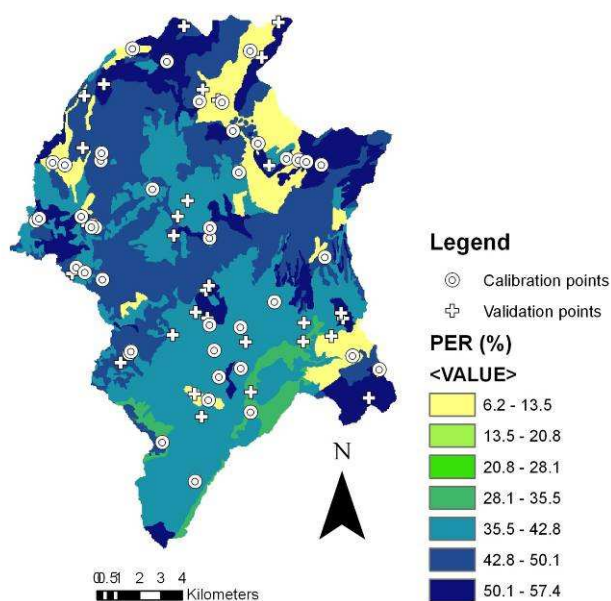 Legend
Calibration points
Validation points
PER (%)
<VALUE>
6.2 - 13.5
13.5 - 20.8
20.8 - 28.1
28.1 - 35.5
35.5 - 42.8
42.8 - 50.1
50.1 - 57.4
N
00.51 2 3 4
Kilometers